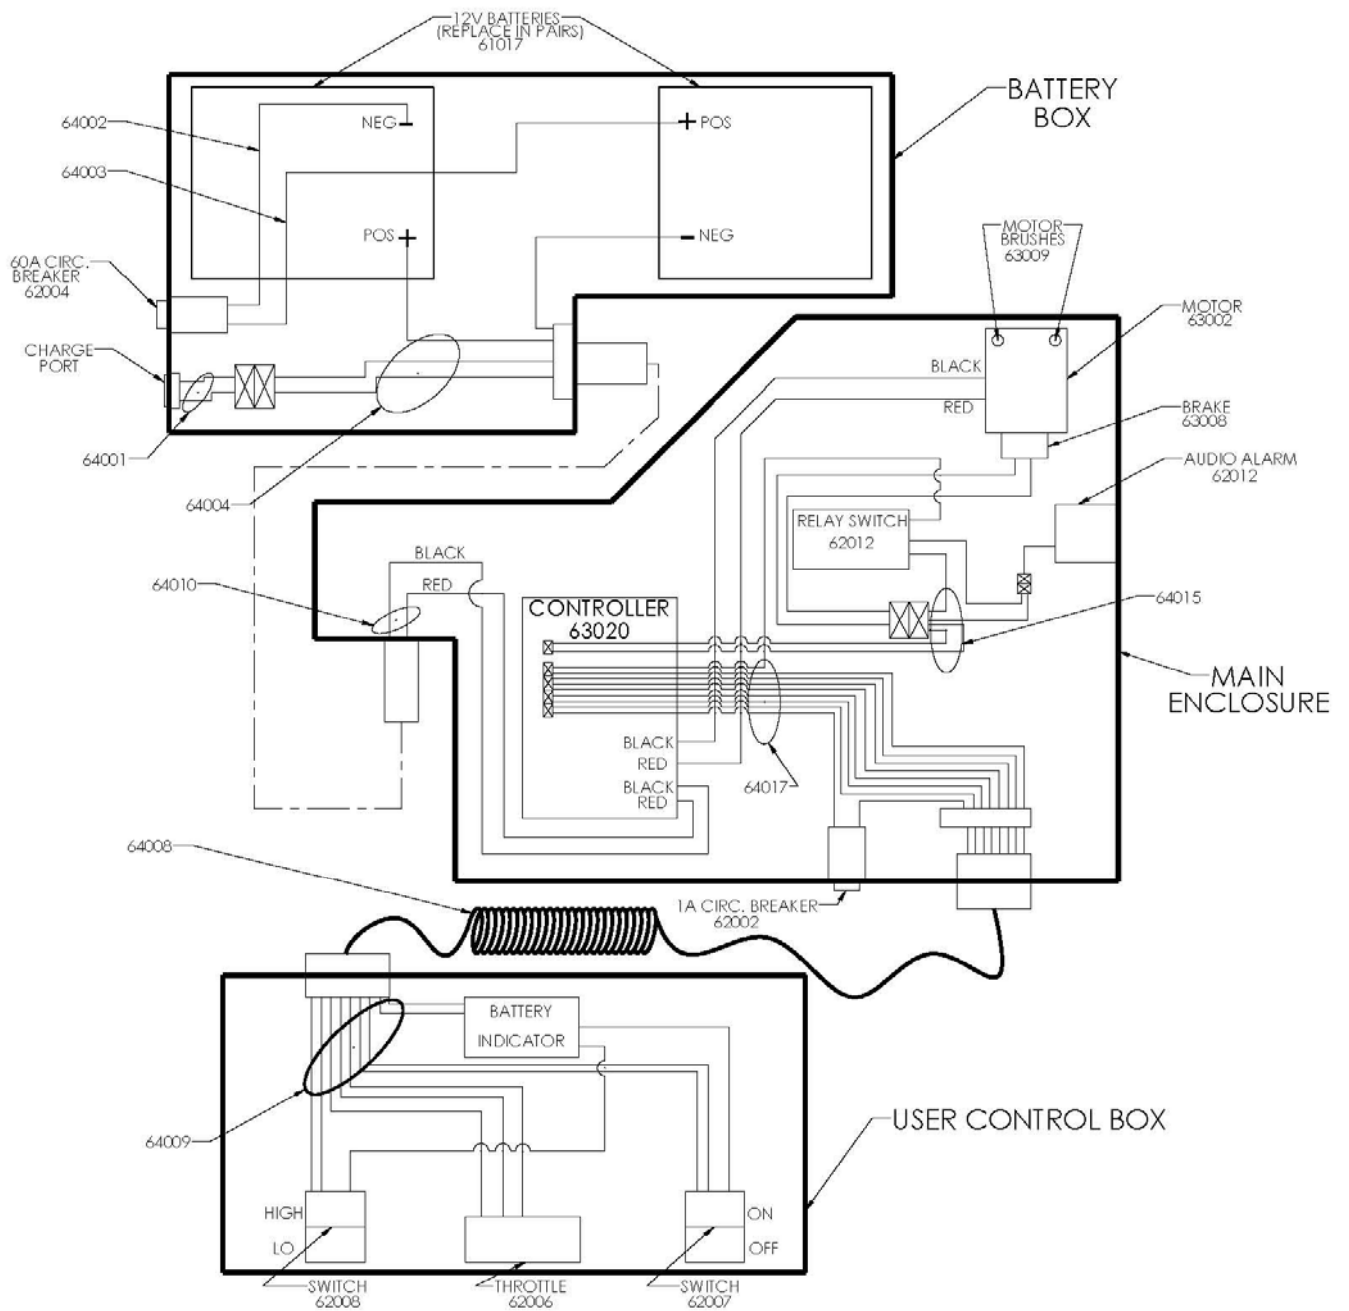 12V BATTERIES
(REPLACE IN PAIRS)
61017
BATTERY
BOX
64002
NEG
POS
64003
POS
NEG
60A CIRC.
BREAKER
62004
MOTOR
BRUSHES
63009
MOTOR
63002
CHARGE
PORT
BLACK
RED
BRAKE
63008
64001
AUDIO ALARM
62012
64004
RELAY SWITCH
62012
BLACK
64010
RED
CONTROLLER
63020
64015
MAIN
ENCLOSURE
BLACK
RED
BLACK
RED
64017
64008
1A CIRC. BREAKER
62002
BATTERY
INDICATOR
64009
USER CONTROL BOX
HIGH
LO
ON
OFF
SWITCH
62008
THROTTLE
62006
SWITCH
62007